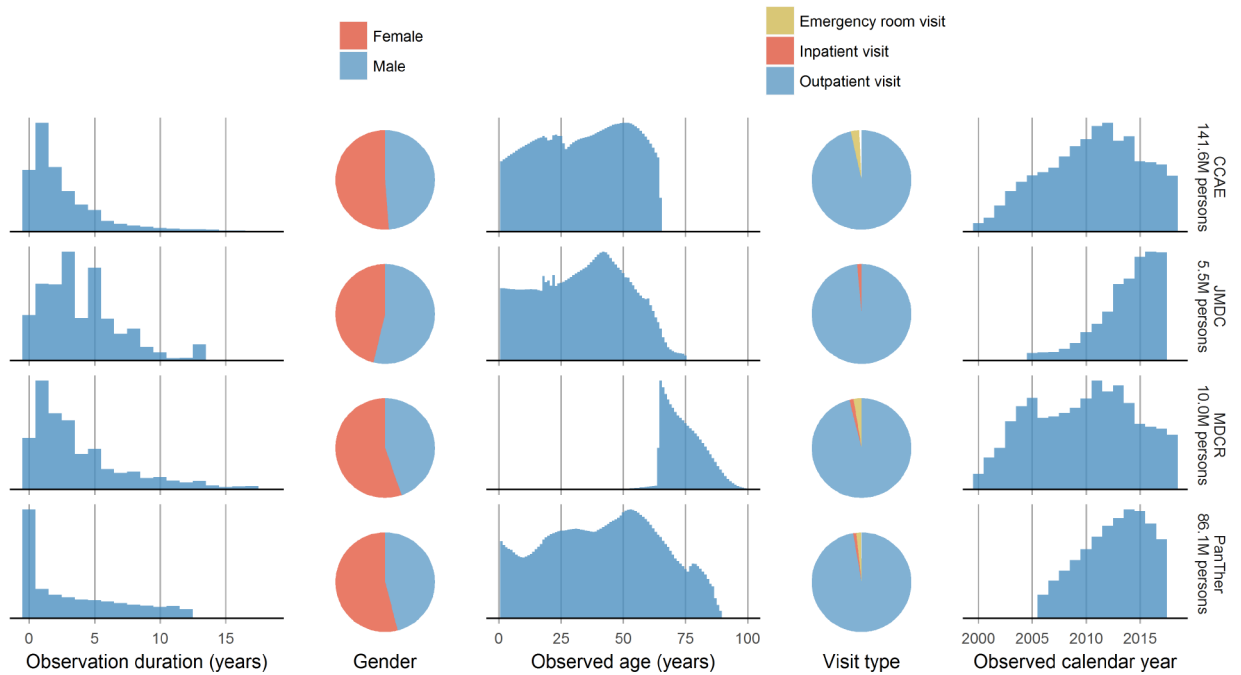 Female
Male
Emergency room visit
Inpatient visit
Outpatient visit
CCAE
141.6M persons
JMDC
5.5M persons
MDCR
10.0M persons
PanTher
86.1M persons
0 5 10 15
0 25 50 75 100
2000 2005 2010 2015
Observation duration (years)
Gender
Observed age (years)
Visit type
Observed calendar year